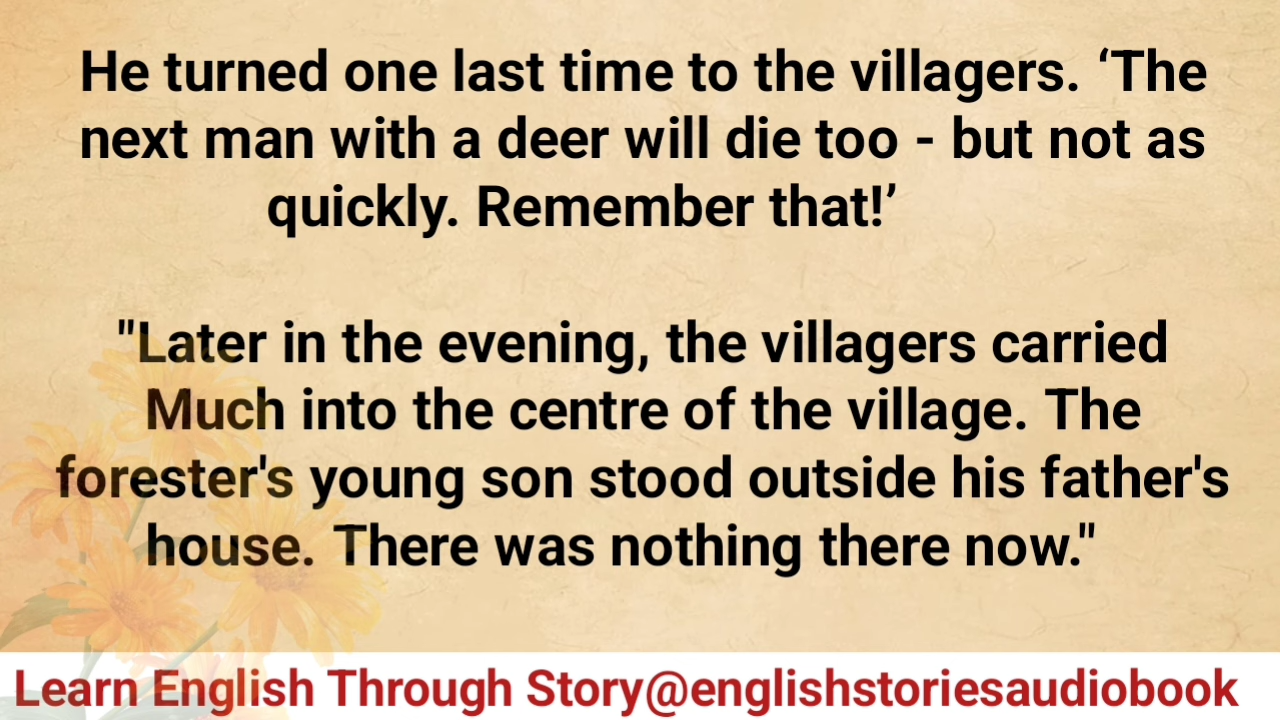 He turned one last time to the villagers. ‘The
next man with a deer will die too - but not as
quickly. Remember that!’
"Later in the evening, the villagers carried
Much into the centre of the village. The
forester's young son stood outside his father's
house. There was nothing there now."
Learn English Through Story@englishstoriesaudiobook